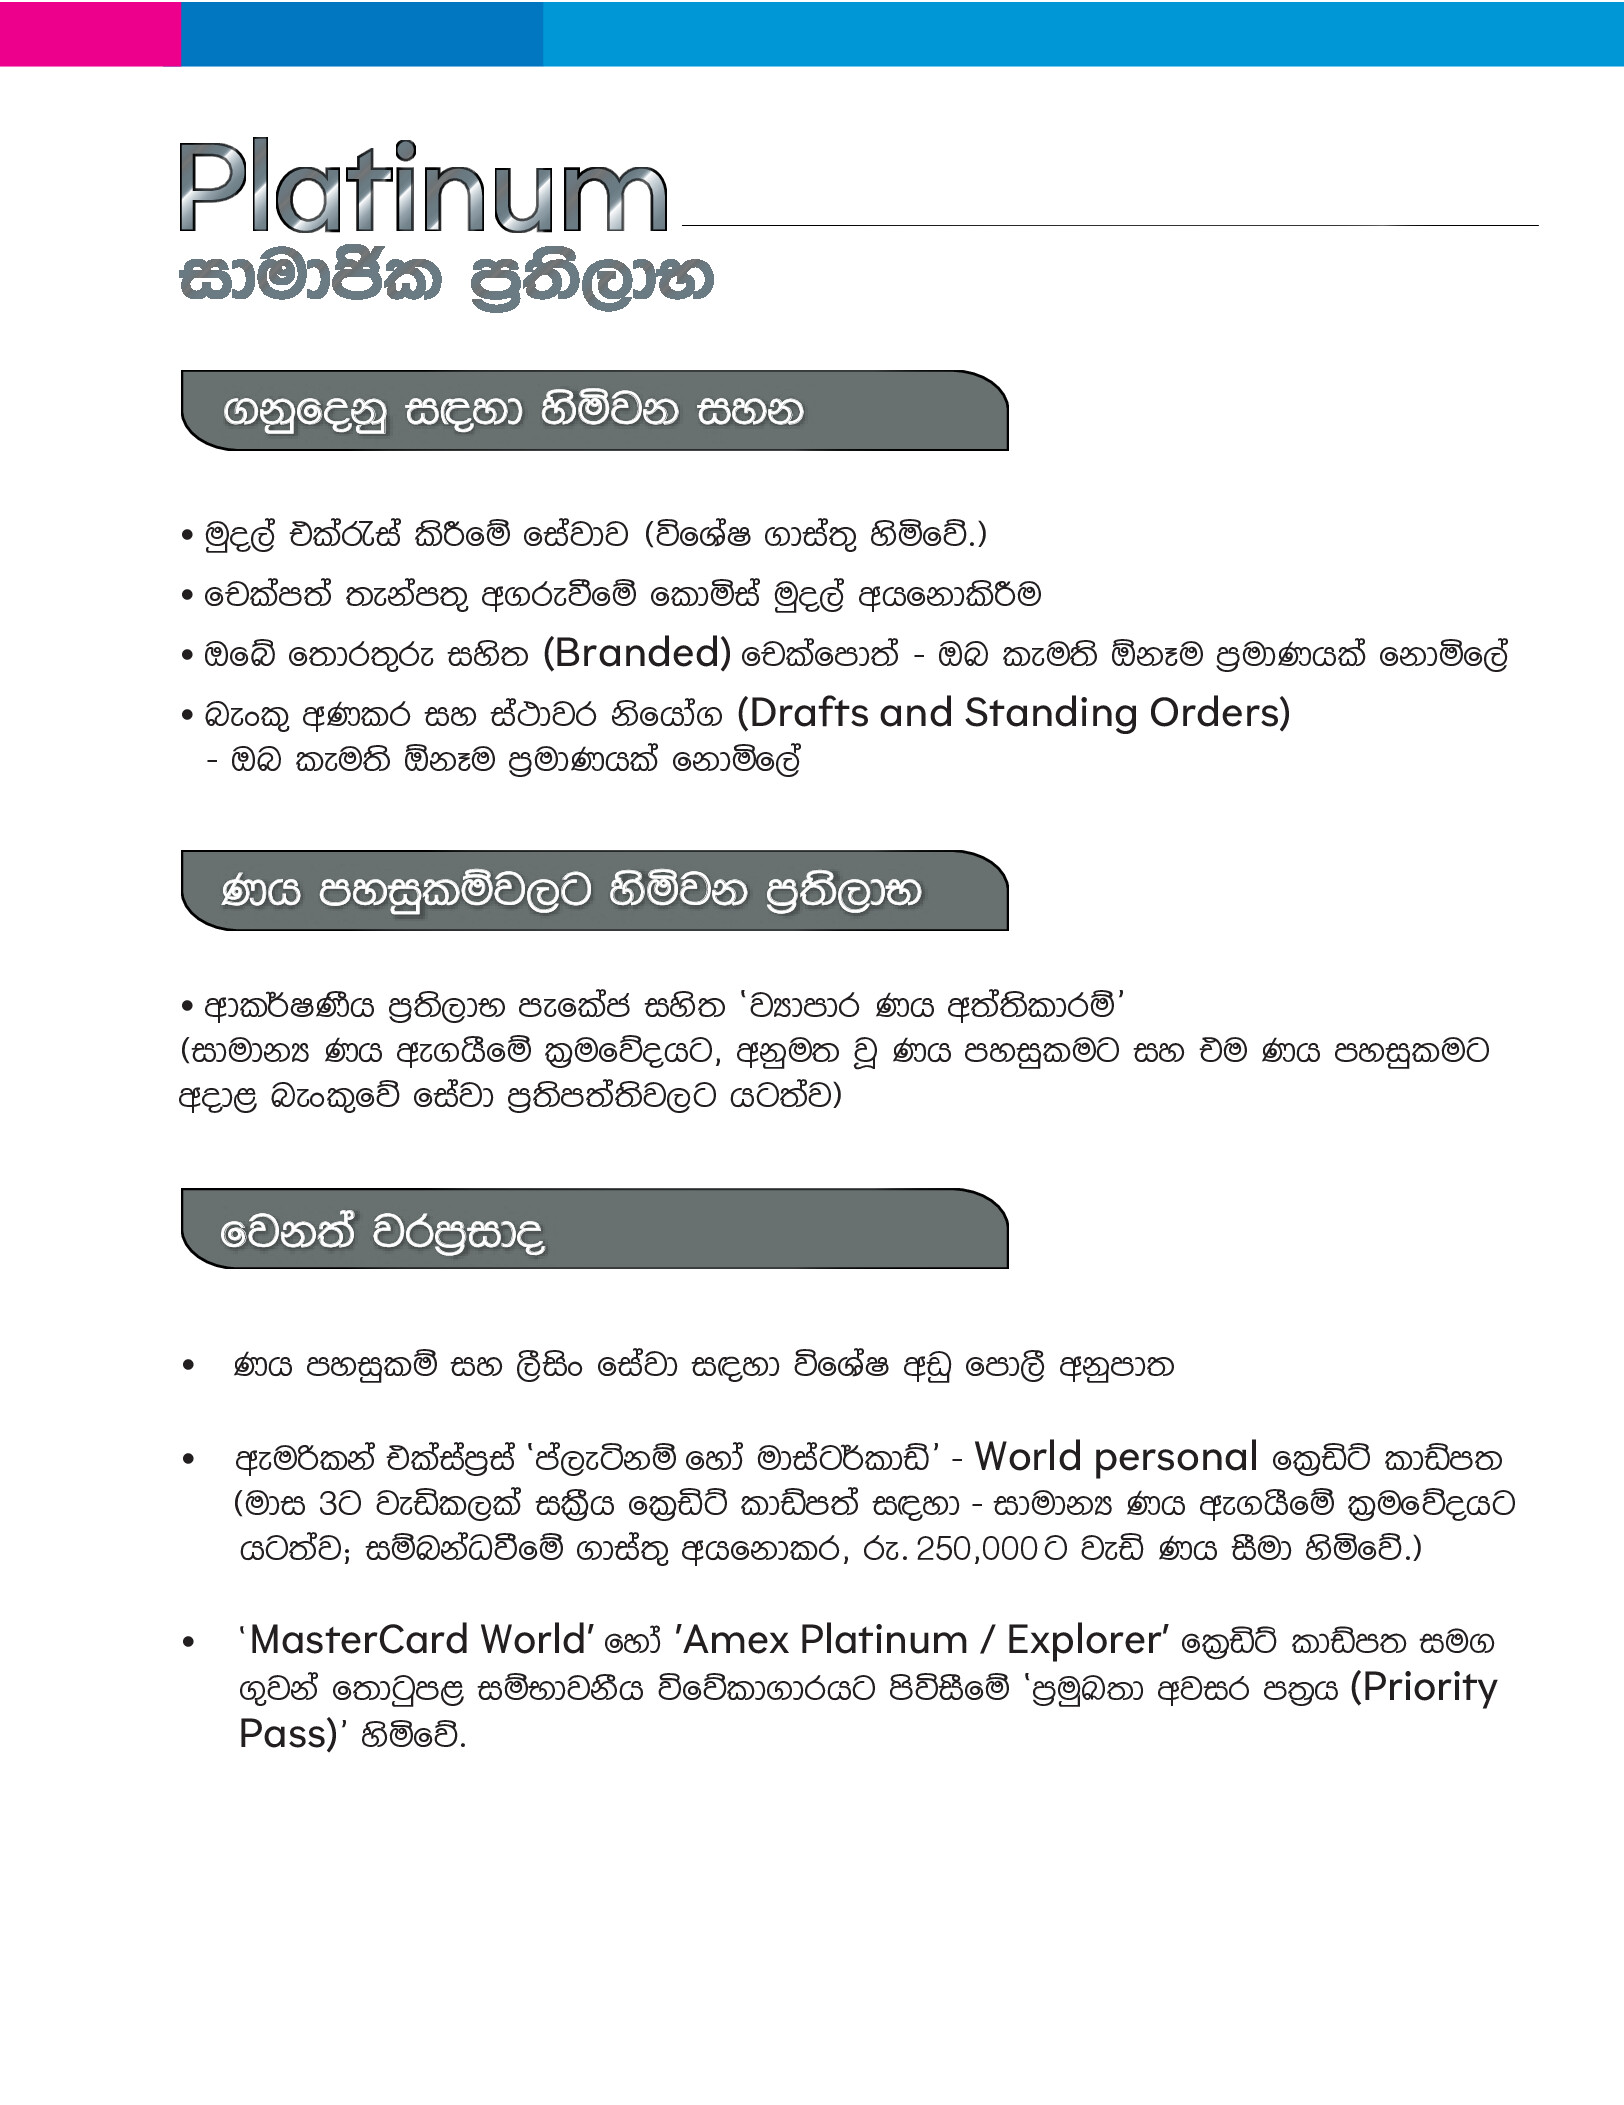 Platinum
සාමාජික ප්‍රතිලාභ
ගනුදෙනු සඳහා හිමිවන සහන
• මුදල් එක්රැස් කිරීමේ සේවාව (විශේෂ ගාස්තු හිමිවේ.)
• චෙක්පත් තැන්පතු අගරුවීමේ කොමිස් මුදල් අයනොකිරීම
• ඔබේ තොරතුරු සහිත (Branded) චෙක්පොත් - ඔබ කැමති ඕනෑම ප්‍රමාණයක් නොමිලේ
• බැංකු අණකර සහ ස්ථාවර නියෝග (Drafts and Standing Orders)
- ඔබ කැමති ඕනෑම ප්‍රමාණයක් නොමිලේ
ණය පහසුකම්වලට හිමිවන ප්‍රතිලාභ
• ආකර්ෂණීය ප්‍රතිලාභ පැකේජ සහිත ‛ව්‍යාපාර ණය අත්තිකාරම්’
(සාමාන්‍ය ණය ඇගයීමේ ක්‍රමවේදයට, අනුමත වූ ණය පහසුකමට සහ එම ණය පහසුකමට
අදාළ බැංකුවේ සේවා ප්‍රතිපත්තිවලට යටත්ව)
වෙනත් වරප්‍රසාද
• ණය පහසුකම් සහ ලීසිං සේවා සඳහා විශේෂ අඩු පොලී අනුපාත
• ඇමරිකන් එක්ස්ප්‍රස් ‛ප්ලැටිනම් හෝ මාස්ටර්කාඩ්’ - World personal ක්‍රෙඩිට් කාඩ්පත
(මාස 3ට වැඩිකලක් සක්‍රීය ක්‍රෙඩිට් කාඩ්පත් සඳහා - සාමාන්‍ය ණය ඇගයීමේ ක්‍රමවේදයට
යටත්ව; සම්බන්ධවීමේ ගාස්තු අයනොකර, රු. 250,000 ට වැඩි ණය සීමා හිමිවේ.)
• ‛MasterCard World’ හෝ ’Amex Platinum / Explorer’ ක්‍රෙඩිට් කාඩ්පත සමග
ගුවන් තොටුපළ සම්භාවනීය විවේකාගාරයට පිවිසීමේ ‛ප්‍රමුඛතා අවසර පත්‍රය (Priority
Pass)’ හිමිවේ.